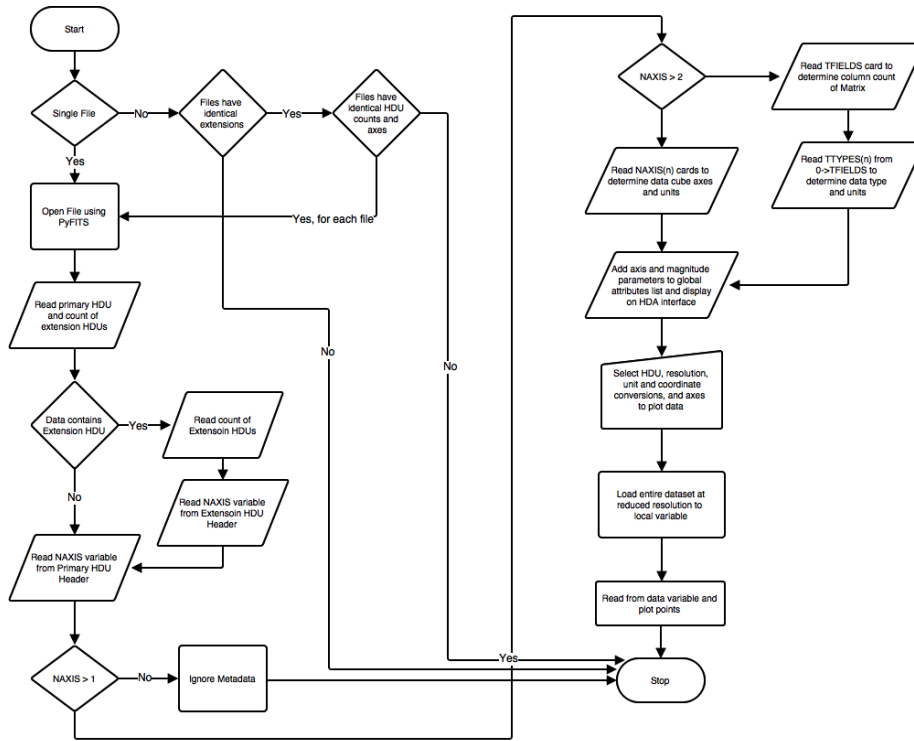 Start
Single File
No
Files have
identical
extensions
Yes
Files have
identical HDU
counts and
axes
Yes
Yes, for each file
Open File using
PyFITS
Read primary HDU
and count of
extension HDUs
No
No
Data contains
Extension HDU
Yes
Read count of
Extensoin HDUs
No
Read NAXIS variable
from Extensoin HDU
Header
Read NAXIS variable
from Primary HDU
Header
NAXIS > 1
No
Ignore Metadata
Yes
NAXIS > 2
Read TFIELDS card to
determine column count
of Matrix
Read NAXIS(n) cards to
determine data cube axes
and units
Read TTYPES(n) from
0->TFIELDS to
determine data type
and units
Add axis and magnitude
parameters to global
attributes list and display
on HDA interface
Select HDU, resolution,
unit and coordinate
conversions, and axes
to plot data
Load entire dataset at
reduced resolution to
local variable
Read from data variable and
plot points
Stop